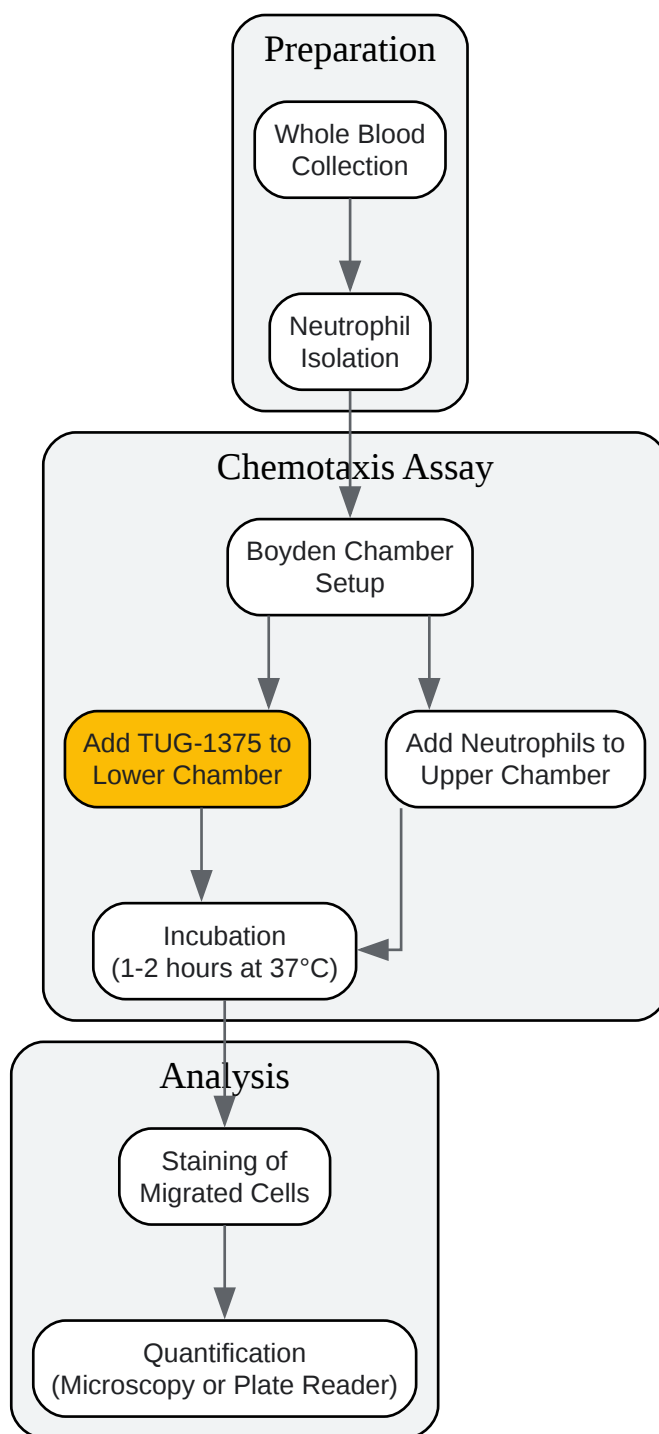 Preparation
Whole Blood
Collection
Neutrophil
Isolation
Chemotaxis Assay
Boyden Chamber
Setup
Add TUG-1375 to
Lower Chamber
Add Neutrophils to
Upper Chamber
Incubation
(1-2 hours at 37°C)
Analysis
Staining of
Migrated Cells
Quantification
(Microscopy or Plate Reader)